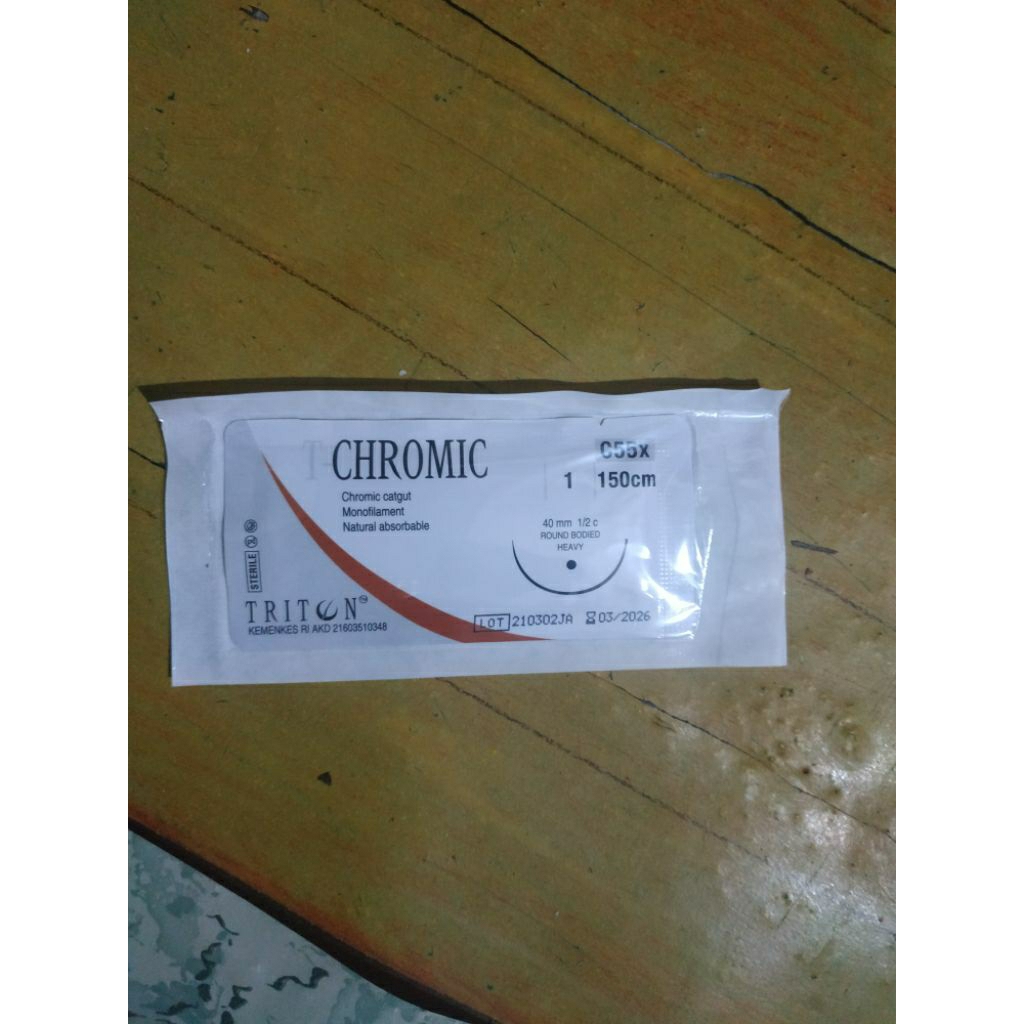 CHROMIC
Chromic catgut
Monofilament
Natural absorbable
C55x
1 150cm
40 mm 1/2 c
ROUND BODIED
HEAVY
STERILE
TRITON
KEMENKES RI AKD 21603510348
LOT 210302JA 03/2026